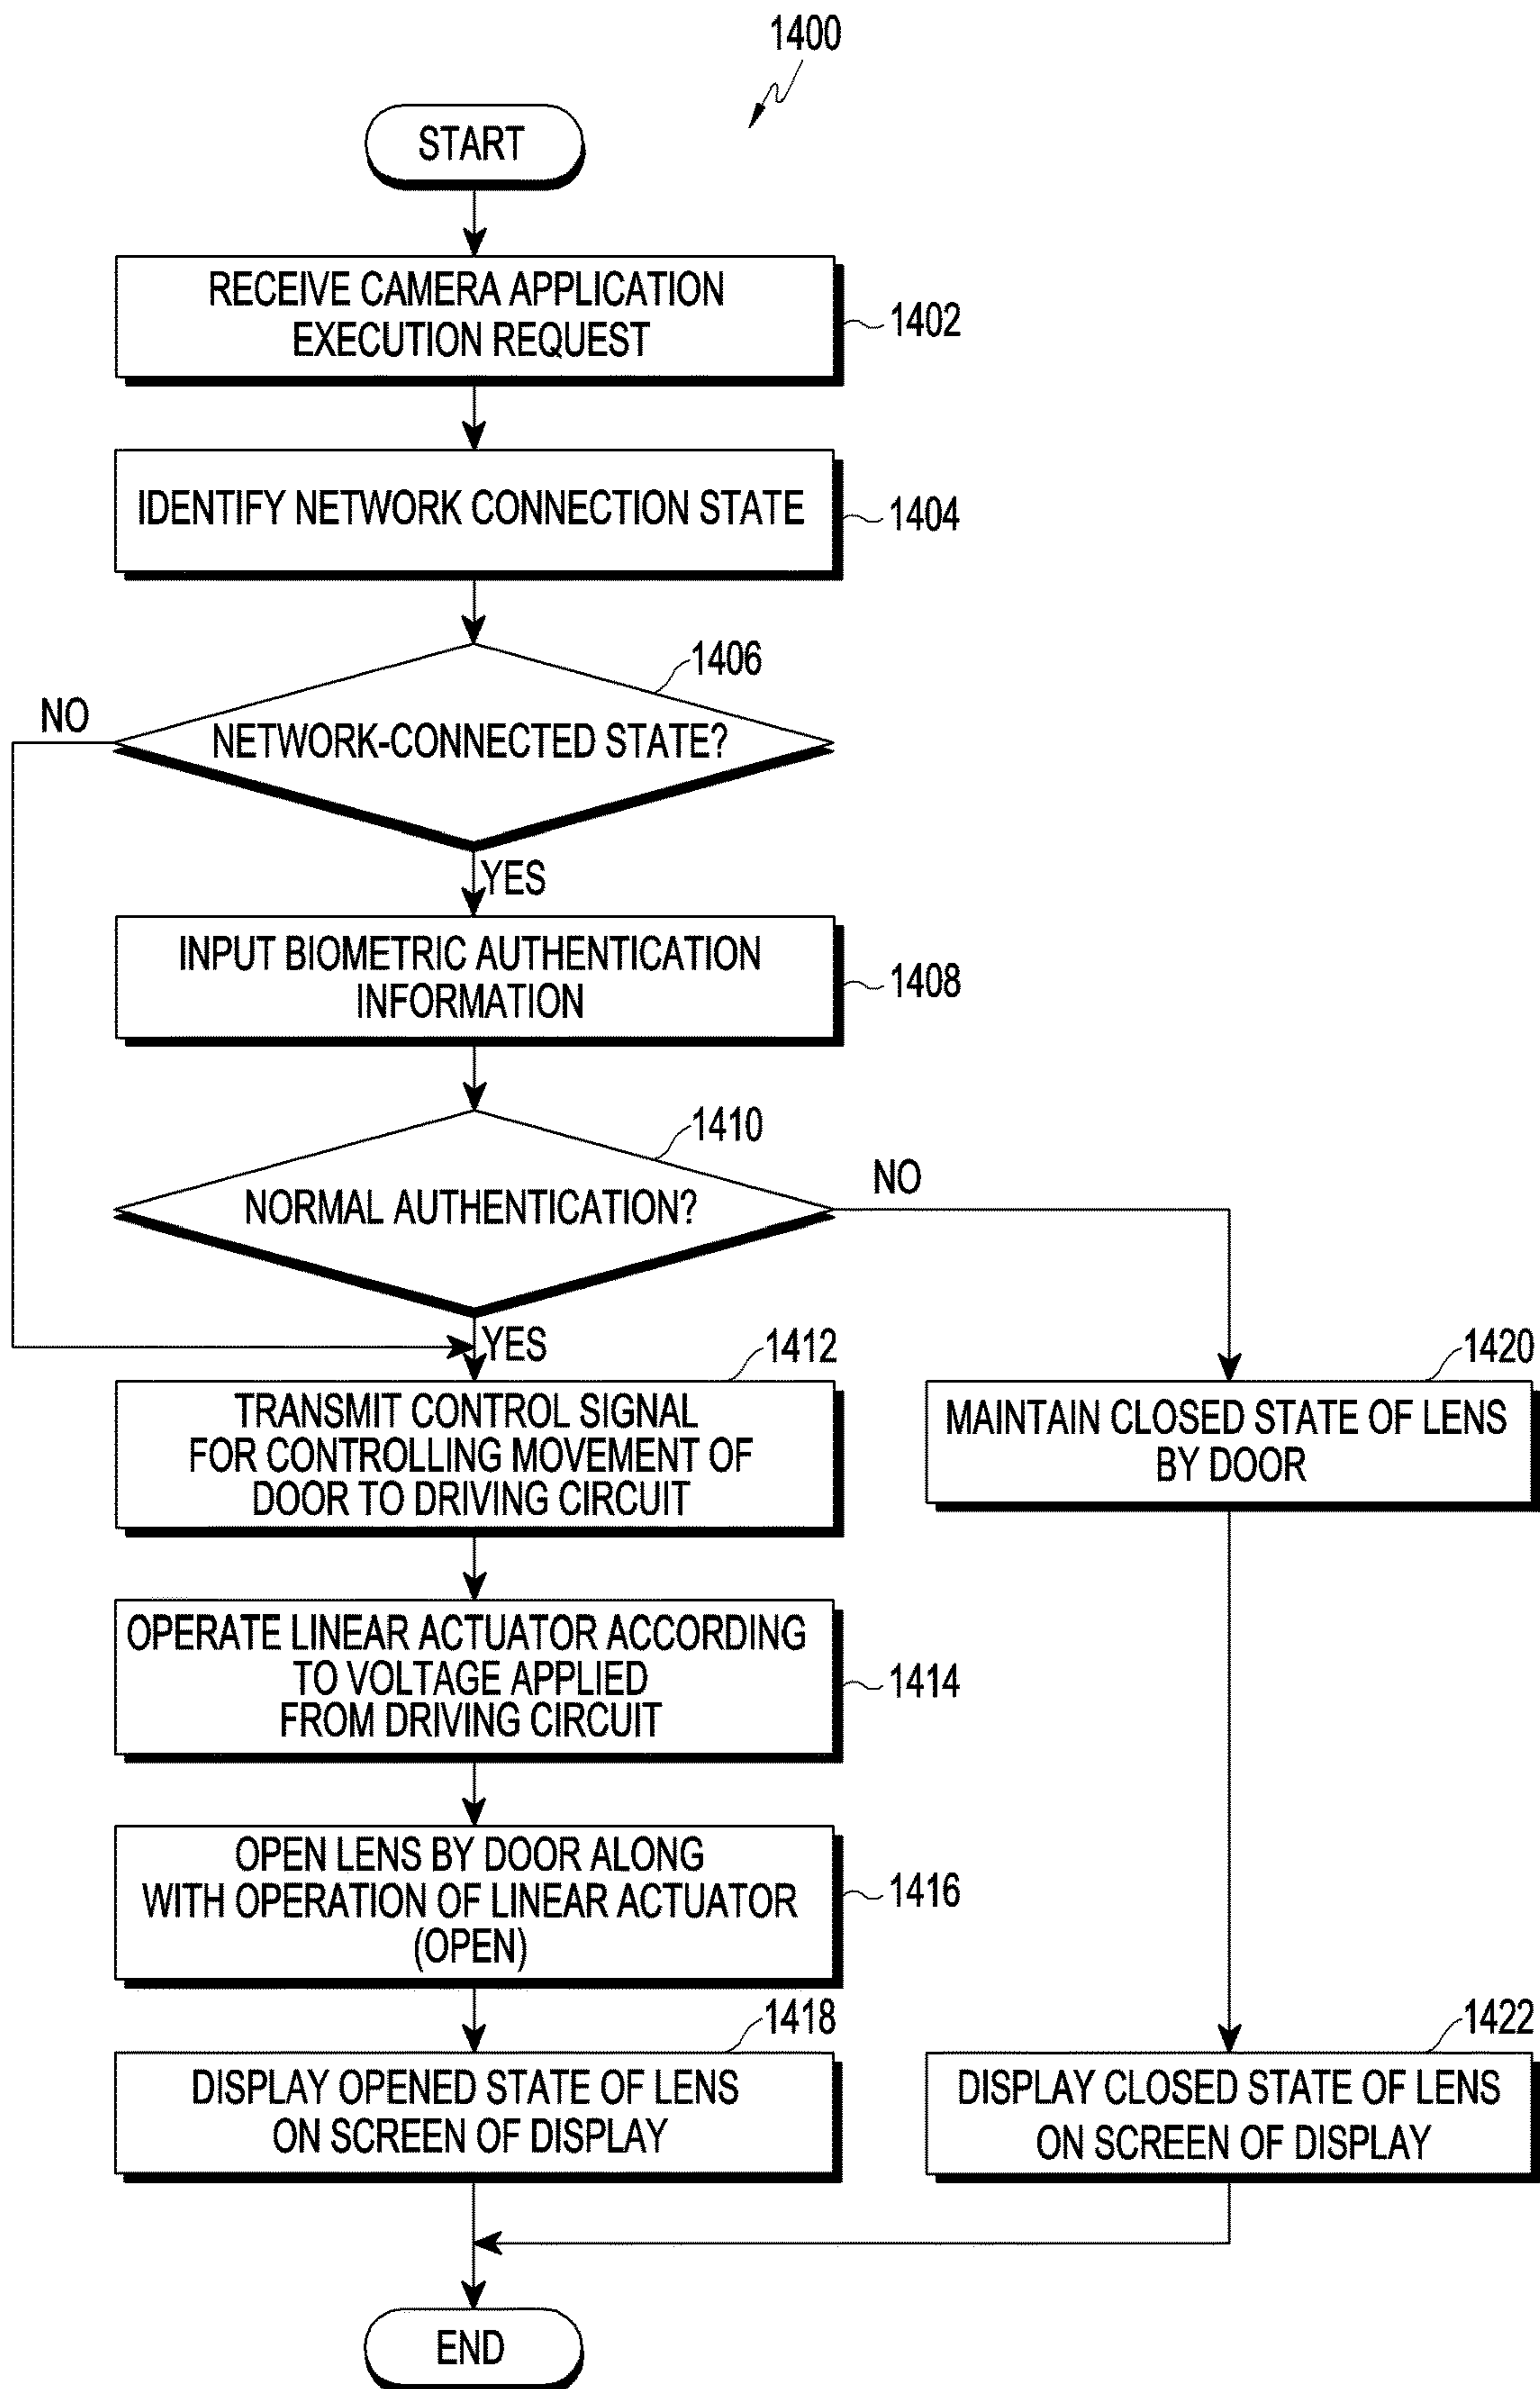 1400
START
RECEIVE CAMERA APPLICATION
EXECUTION REQUEST
1402
IDENTIFY NETWORK CONNECTION STATE
1404
1406
NO
NETWORK-CONNECTED STATE?
YES
INPUT BIOMETRIC AUTHENTICATION
INFORMATION
1408
1410
NO
NORMAL AUTHENTICATION?
YES
1412
TRANSMIT CONTROL SIGNAL
FOR CONTROLLING MOVEMENT OF
DOOR TO DRIVING CIRCUIT
1420
MAINTAIN CLOSED STATE OF LENS
BY DOOR
OPERATE LINEAR ACTUATOR ACCORDING
TO VOLTAGE APPLIED
FROM DRIVING CIRCUIT
1414
OPEN LENS BY DOOR ALONG
WITH OPERATION OF LINEAR ACTUATOR
(OPEN)
1416
1418
DISPLAY OPENED STATE OF LENS
ON SCREEN OF DISPLAY
1422
DISPLAY CLOSED STATE OF LENS
ON SCREEN OF DISPLAY
END